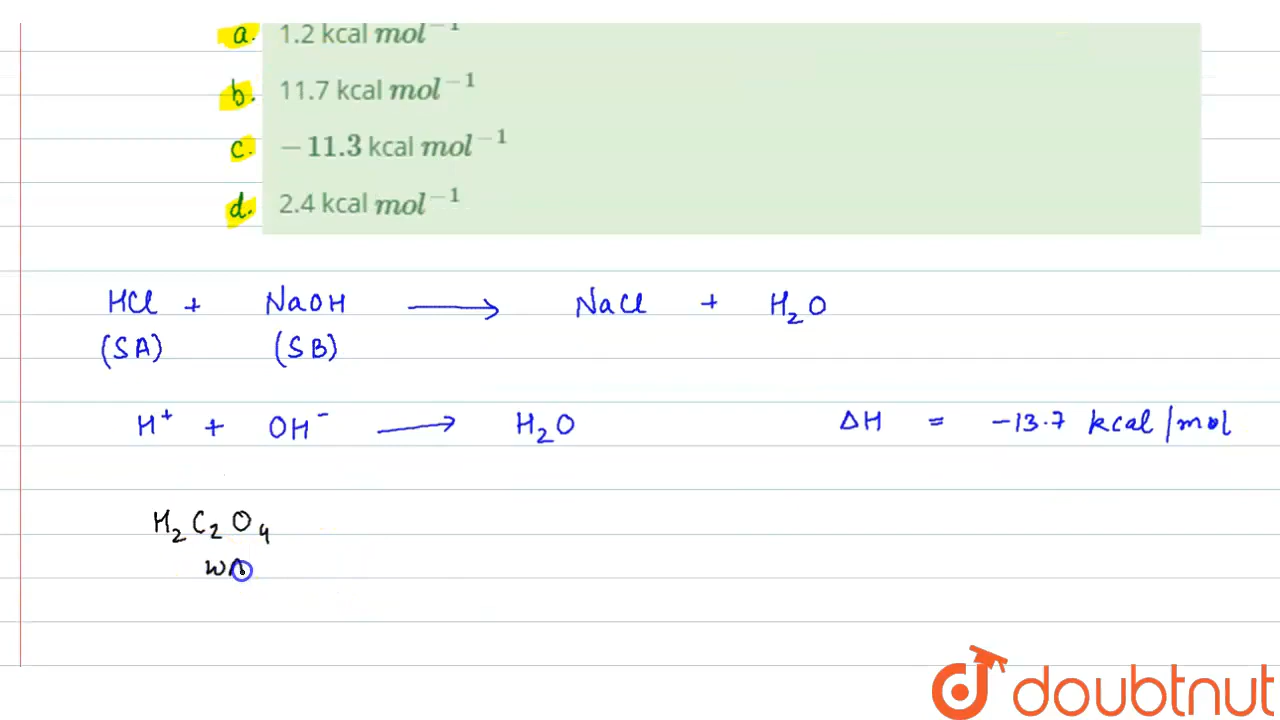 a. 1.2 kcal mol⁻¹
b. 11.7 kcal mol⁻¹
c. −11.3 kcal mol⁻¹
d. 2.4 kcal mol⁻¹
HCl + NaOH ⟶ NaCl + H₂O
(SA) (SB)
H⁺ + OH⁻ ⟶ H₂O ΔH = −13.7 kcal/mol
H₂C₂O₄
WA
doubtnut